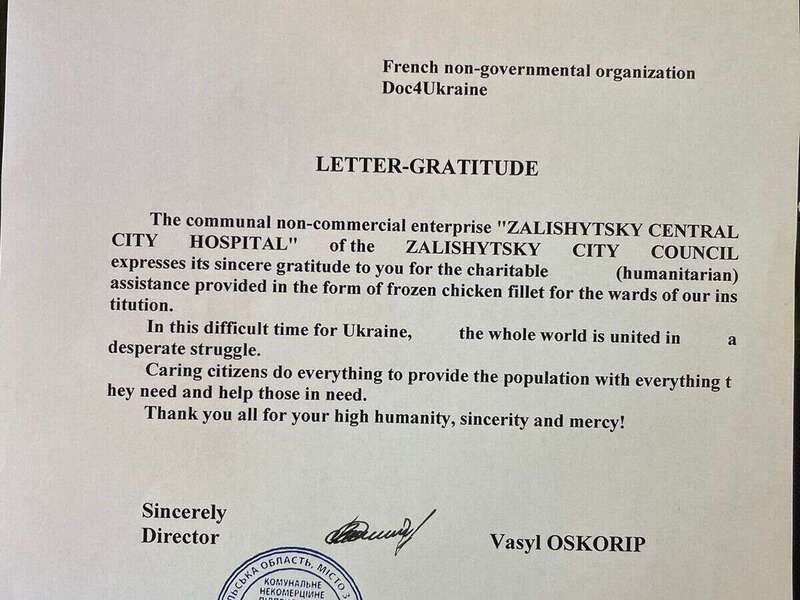 French non-governmental organization
Doc4Ukraine
LETTER-GRATITUDE
The communal non-commercial enterprise "ZALISHYTSKY CENTRAL
CITY HOSPITAL" of the ZALISHYTSKY CITY COUNCIL
expresses its sincere gratitude to you for the charitable (humanitarian)
assistance provided in the form of frozen chicken fillet for the wards of our ins
titution.
In this difficult time for Ukraine, the whole world is united in a
desperate struggle.
Caring citizens do everything to provide the population with everything t
hey need and help those in need.
Thank you all for your high humanity, sincerity and mercy!
Sincerely
Director Vasyl OSKORIP
ОБЛАСТЬ, МІСТО
КОМУНАЛЬНЕ
НЕКОМЕРЦІЙНЕ